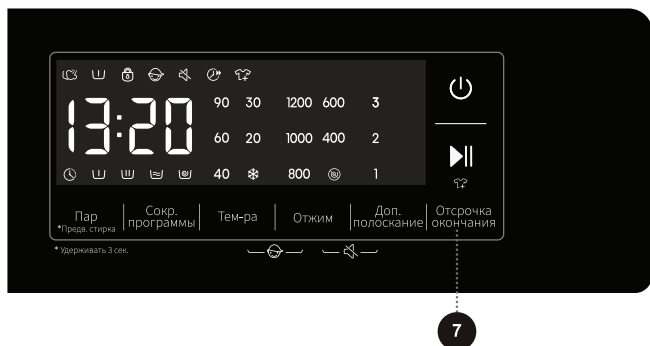 90 30 1200 600 3
13:20
60 20 1000 400 2
40 800 1
Пар
*Предв. стирка
Сокр.
программы
Тем-ра
Отжим
Доп.
полоскание
Отсрочка
окончания
* Удерживать 3 сек.
7